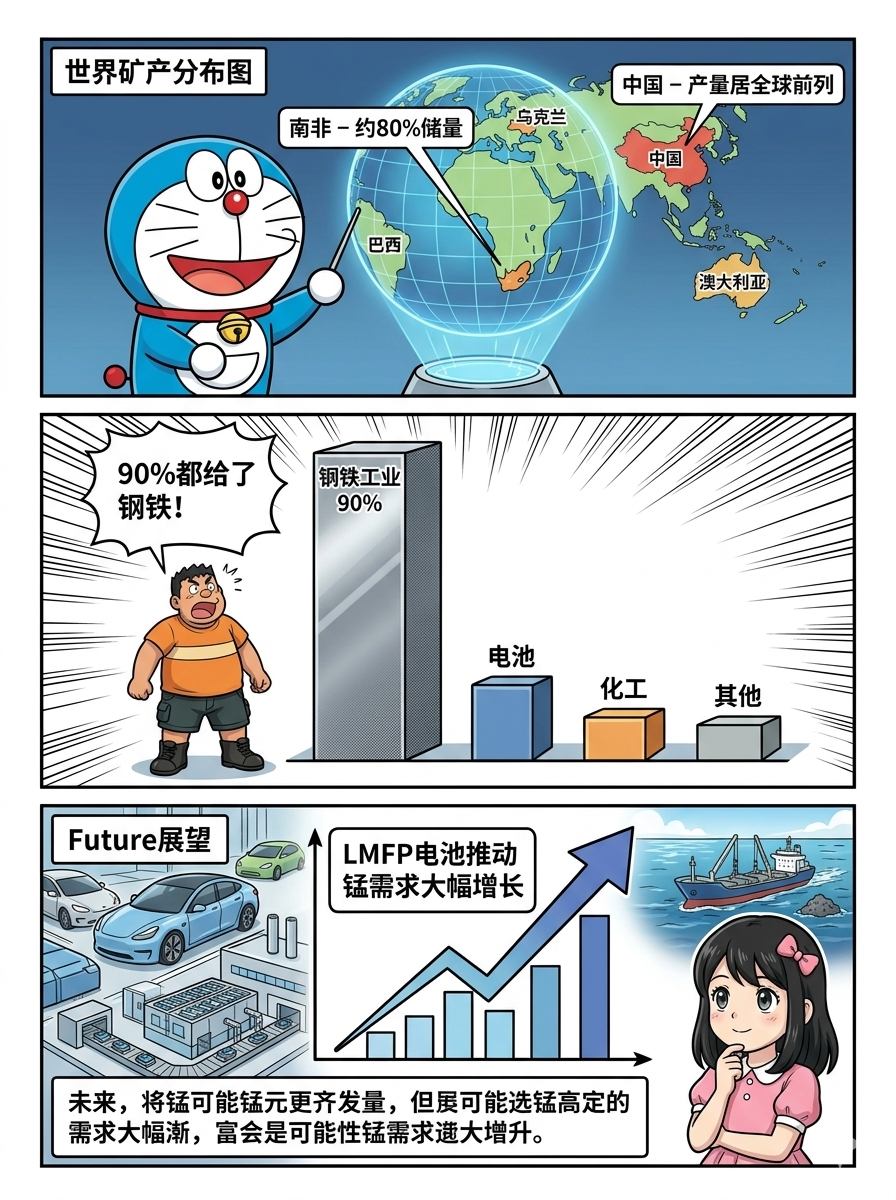 世界矿产分布图
中国 – 产量居全球前列
南非 – 约80%储量
乌克兰
中国
巴西
澳大利亚
90%都给了
钢铁！
钢铁工业
90%
电池
化工
其他
Future展望
LMFP电池推动
锰需求大幅增长
未来，将锰可能锰元更齐发量，但展可能选锰高定的
需求大幅渐，富会是可能性锰需求遗大增升。